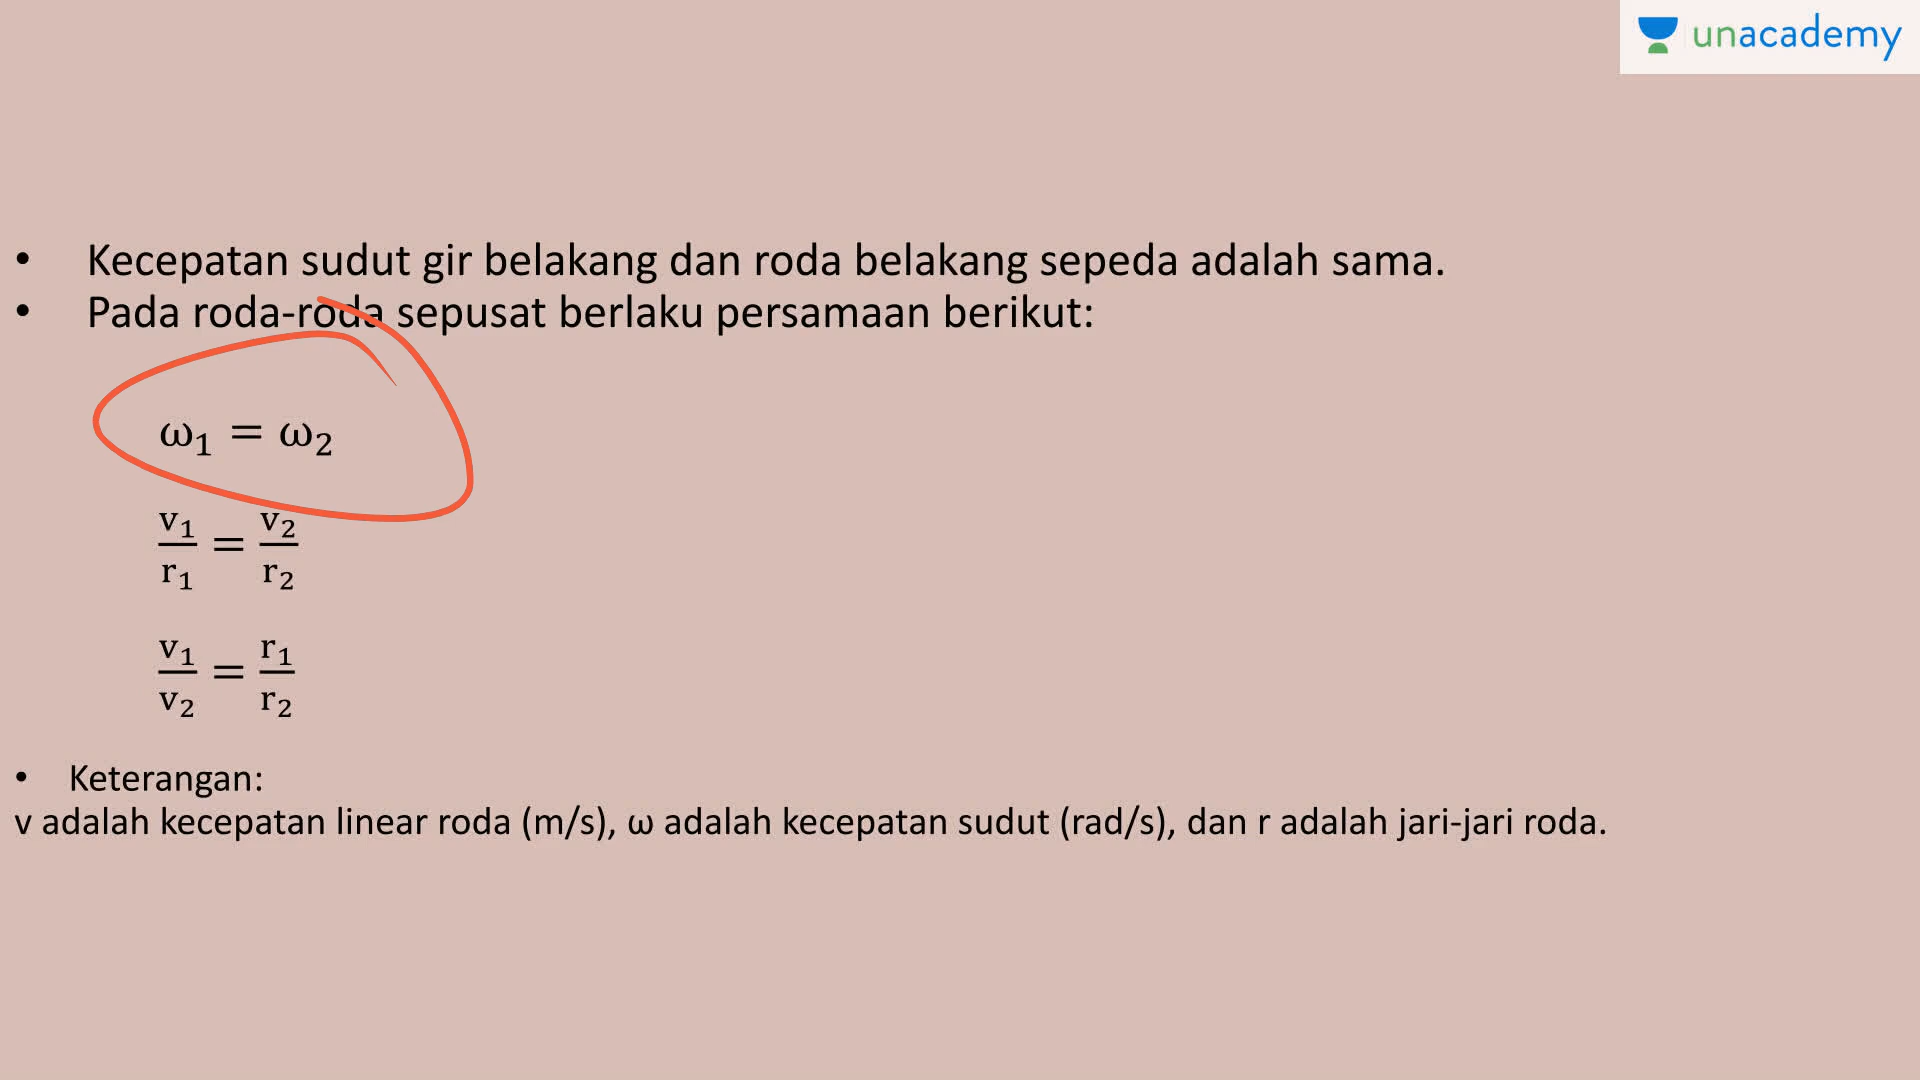 unacademy
• Kecepatan sudut gir belakang dan roda belakang sepeda adalah sama.
• Pada roda-roda sepusat berlaku persamaan berikut:
ω₁ = ω₂
v₁/r₁ = v₂/r₂
v₁/v₂ = r₁/r₂
• Keterangan:
v adalah kecepatan linear roda (m/s), ω adalah kecepatan sudut (rad/s), dan r adalah jari-jari roda.